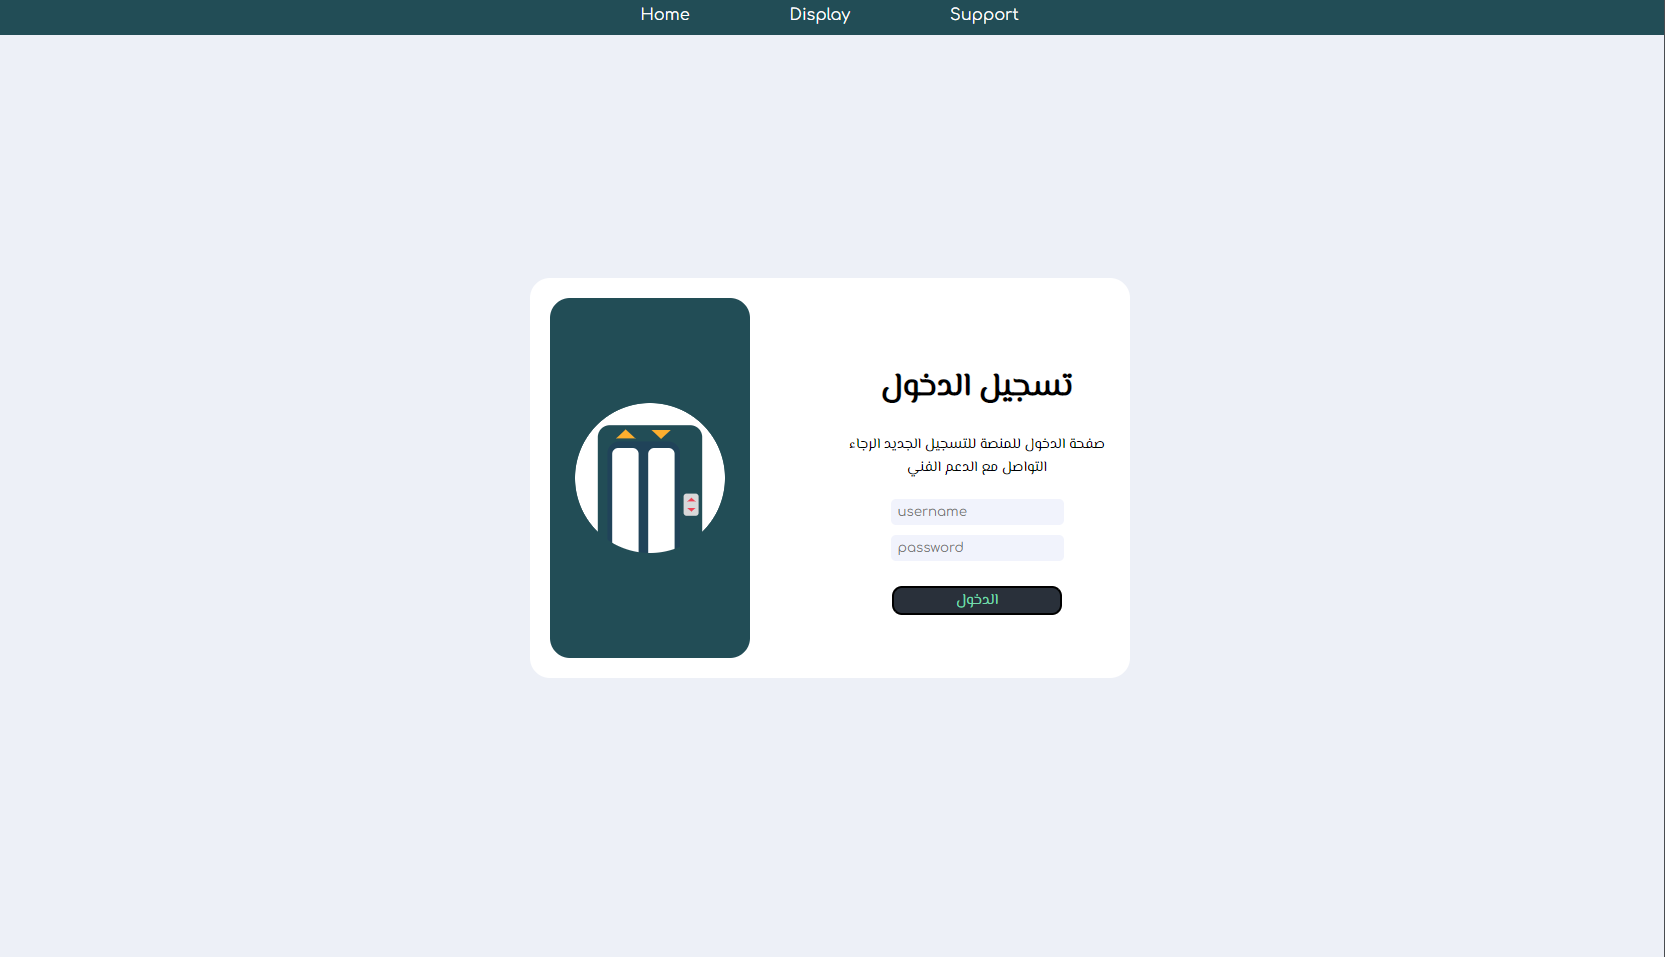 Home Display Support
تسجيل الدخول
صفحة الدخول للمنصة للتسجيل الجديد الرجاء
التواصل مع الدعم الفني
username
password
الدخول